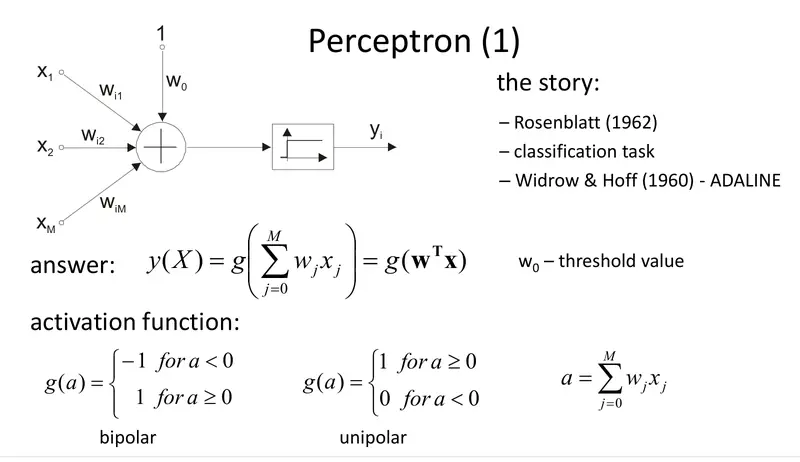 Perceptron (1)
1
x₁
w₀
wᵢ₁
the story:
– Rosenblatt (1962)
x₂
wᵢ₂
yᵢ
– classification task
– Widrow & Hoff (1960) - ADALINE
wᵢM
x_M
answer: y(X) = g(∑_{j=0}^{M} w_j x_j) = g(**w**ᵀ**x**)
w₀ – threshold value
activation function:
g(a) = { −1 for a < 0
1 for a ≥ 0
bipolar
g(a) = { 1 for a ≥ 0
0 for a < 0
unipolar
a = ∑_{j=0}^{M} w_j x_j